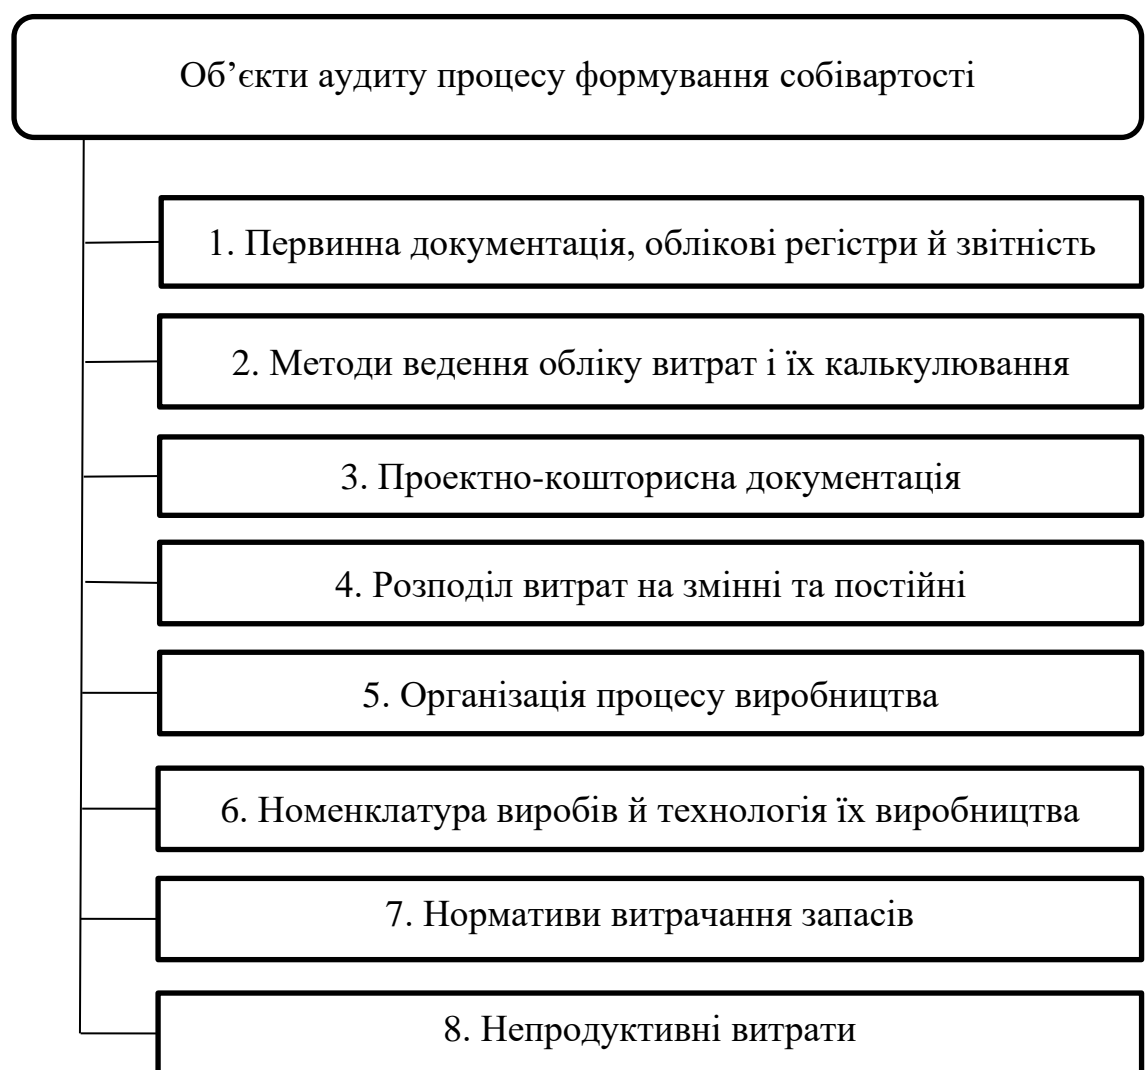 Об’єкти аудиту процесу формування собівартості
1. Первинна документація, облікові регістри й звітність
2. Методи ведення обліку витрат і їх калькулювання
3. Проектно-кошторисна документація
4. Розподіл витрат на змінні та постійні
5. Організація процесу виробництва
6. Номенклатура виробів й технологія їх виробництва
7. Нормативи витрачання запасів
8. Непродуктивні витрати